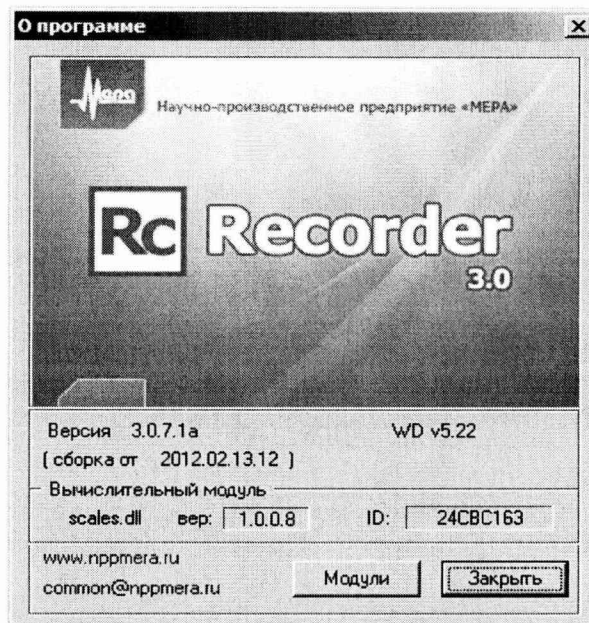 О программе
Мера
Научно-производственное предприятие «МЕРА»
Rc Recorder
3.0
Версия 3.0.7.1a WD v5.22
( сборка от 2012.02.13.12 )
Вычислительный модуль
scales.dll вер: 1.0.0.8 ID: 24CBC163
www.nppmera.ru
common@nppmera.ru
Модули Закрыть